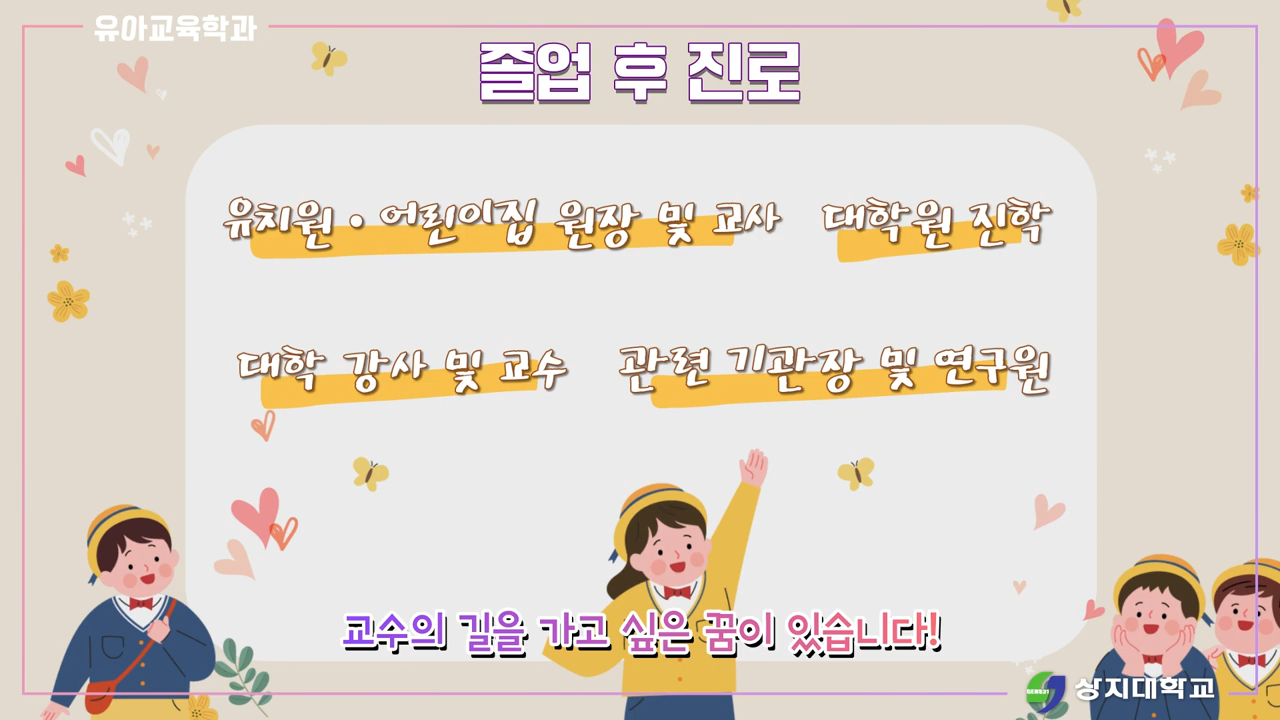 유아교육학과
졸업 후 진로
유치원·어린이집 원장 및 교사 대학원 진학
대학 강사 및 교수 관련 기관장 및 연구원
교수의 길을 가고 싶은 꿈이 있습니다!
상지대학교